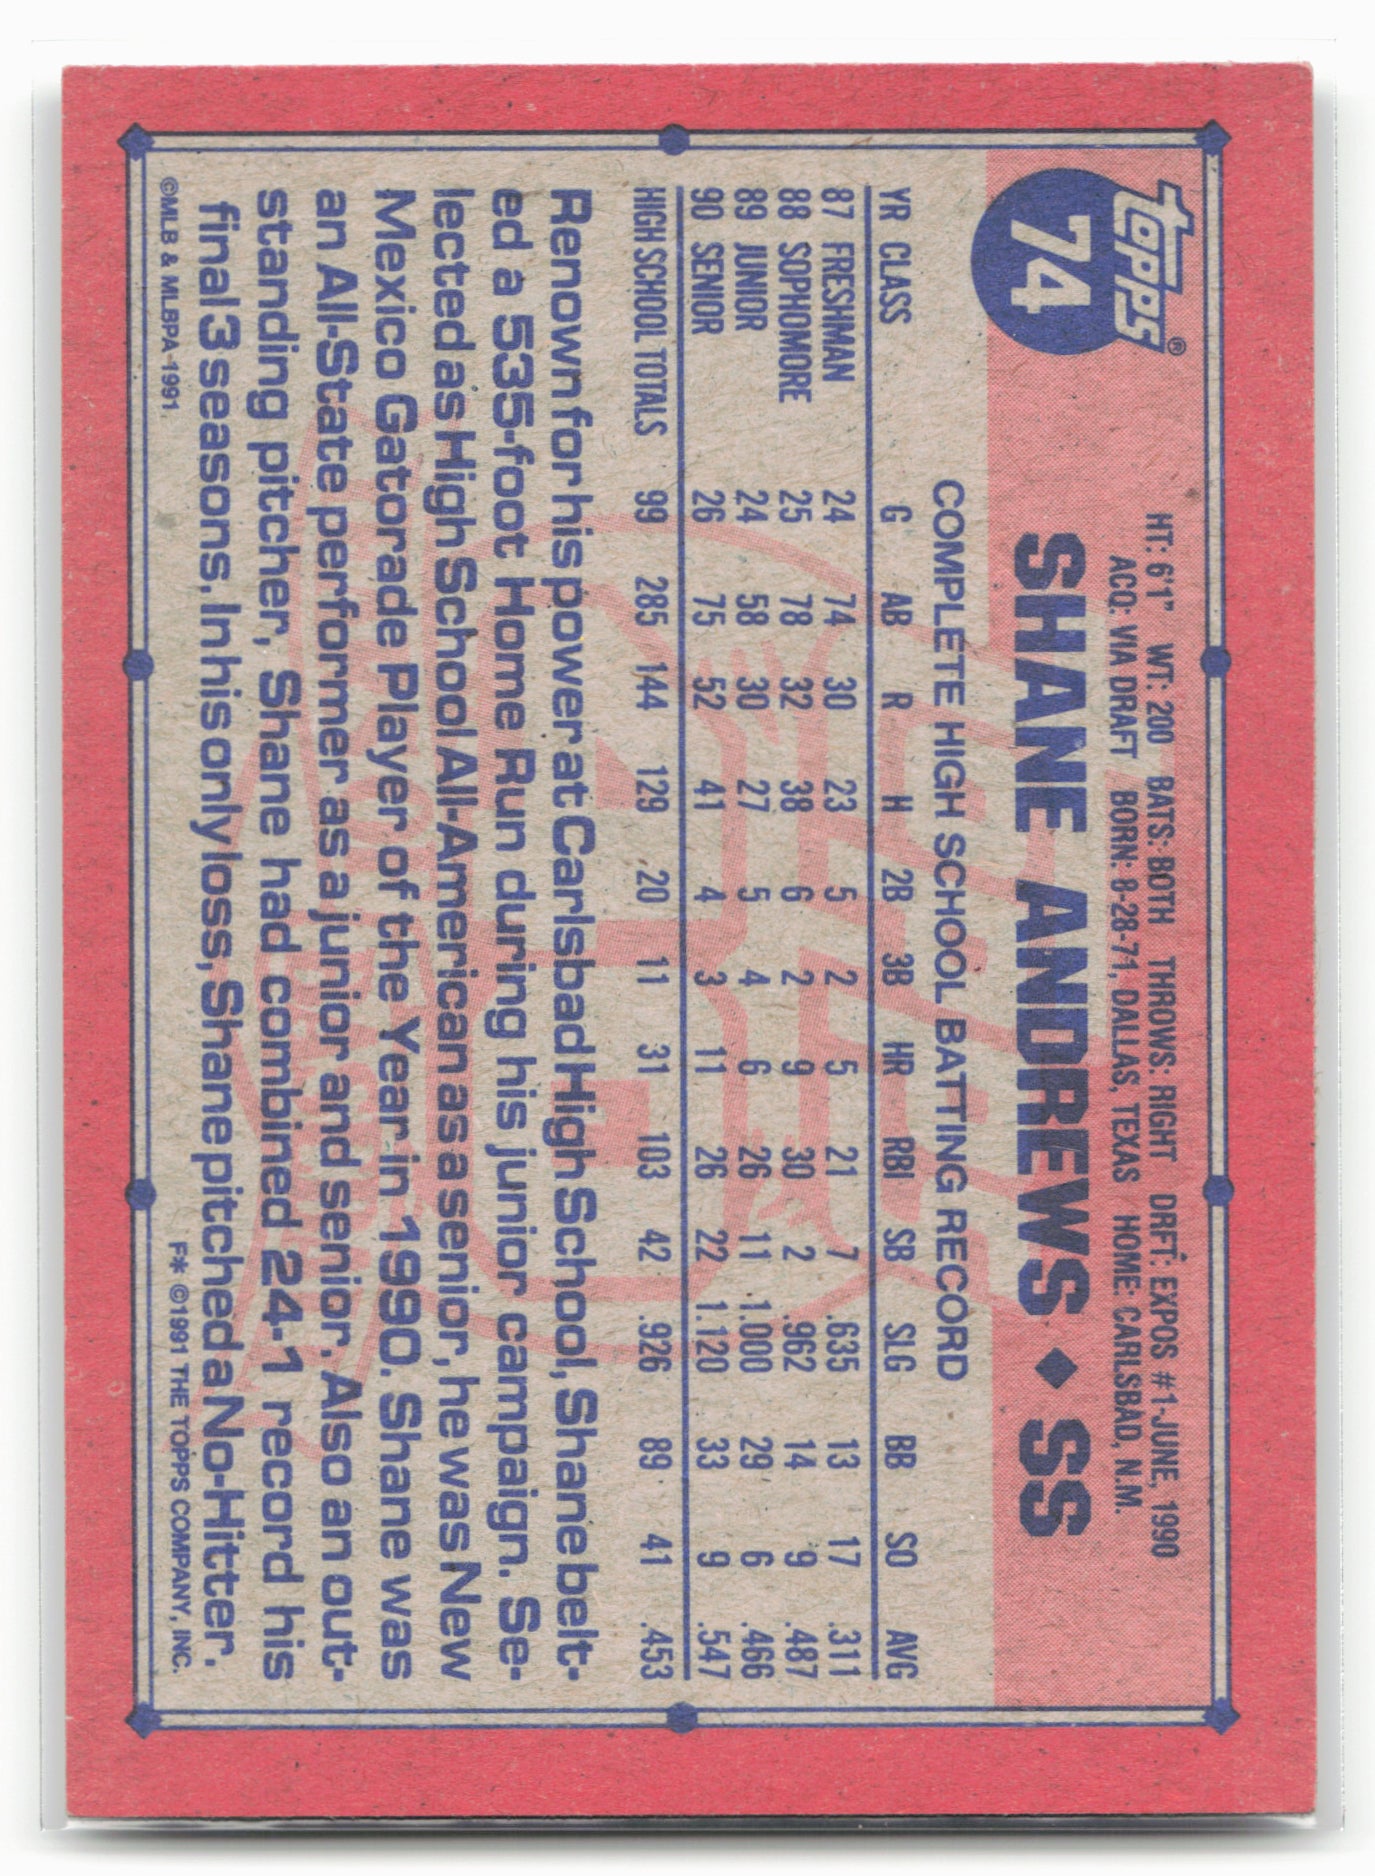 topps®
74
HT: 6'1" WT: 200 BATS: BOTH THROWS: RIGHT DRFT: EXPOS #1-JUNE, 1990
ACQ: VIA DRAFT BORN: 8-28-71, DALLAS, TEXAS HOME: CARLSBAD, N.M.
SHANE ANDREWS ◆ SS
COMPLETE HIGH SCHOOL BATTING RECORD
YR CLASS G AB R H 2B 3B HR RBI SB SLG BB SO AVG
87 FRESHMAN 24 74 30 23 5 2 5 21 7 .635 13 17 .311
88 SOPHOMORE 25 78 32 38 6 2 9 30 2 .962 14 9 .487
89 JUNIOR 24 58 30 27 5 4 6 26 11 1.000 29 6 .466
90 SENIOR 26 75 52 41 4 3 11 26 22 1.120 33 9 .547
HIGH SCHOOL TOTALS 99 285 144 129 20 11 31 103 42 .926 89 41 .453
Renown for his power at Carlsbad High School, Shane belt-
ed a 535-foot Home Run during his junior campaign. Se-
lected as High School All-American as a senior, he was New
Mexico Gatorade Player of the Year in 1990. Shane was
an All-State performer as a junior and senior. Also an out-
standing pitcher, Shane had combined 24-1 record his
final 3 seasons. In his only loss, Shane pitched a No-Hitter.
©MLB & MLBPA-1991 F* ©1991 THE TOPPS COMPANY, INC.